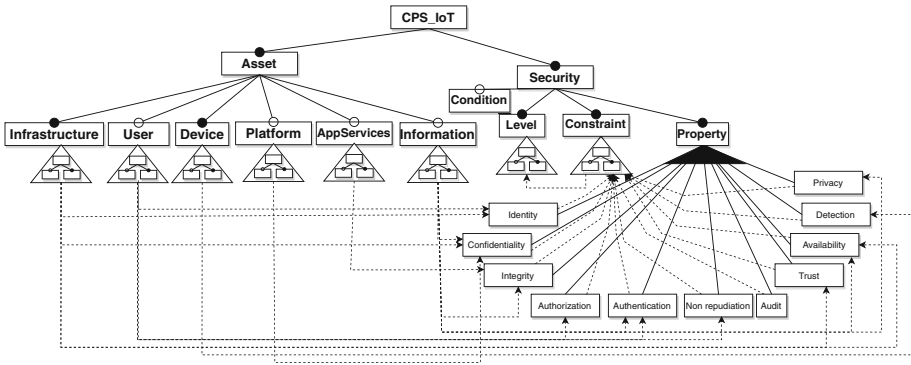 CPS_IoT
Asset
Security
Condition
Infrastructure
User
Device
Platform
AppServices
Information
Level
Constraint
Property
Privacy
Identity
Detection
Confidentiality
Availability
Integrity
Trust
Authorization
Authentication
Non repudiation
Audit